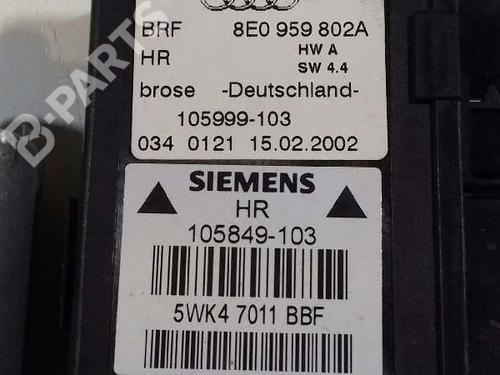 BRF 8E0 959 802A
HR HW A
SW 4.4
brose -Deutschland-
105999-103
034 0121 15.02.2002
SIEMENS
HR
105849-103
5WK4 7011 BBF
B-PARTS